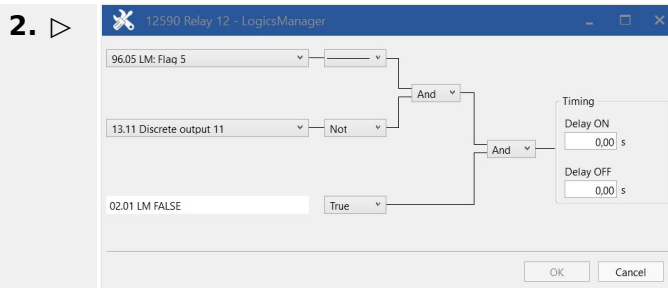 2. ▷
12590 Relay 12 - LogicsManager
96.05 LM: Flag 5
And
Timing
Delay ON
13.11 Discrete output 11 Not
0,00 s
And
Delay OFF
0,00 s
02.01 LM FALSE True
OK Cancel